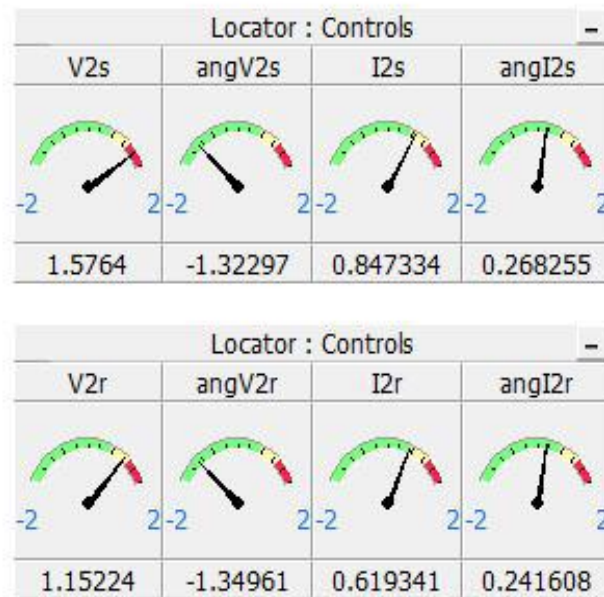 Locator : Controls
V2s angV2s I2s angI2s
-2 2 -2 2 -2 2 -2 2
1.5764 -1.32297 0.847334 0.268255
Locator : Controls
V2r angV2r I2r angI2r
-2 2 -2 2 -2 2 -2 2
1.15224 -1.34961 0.619341 0.241608